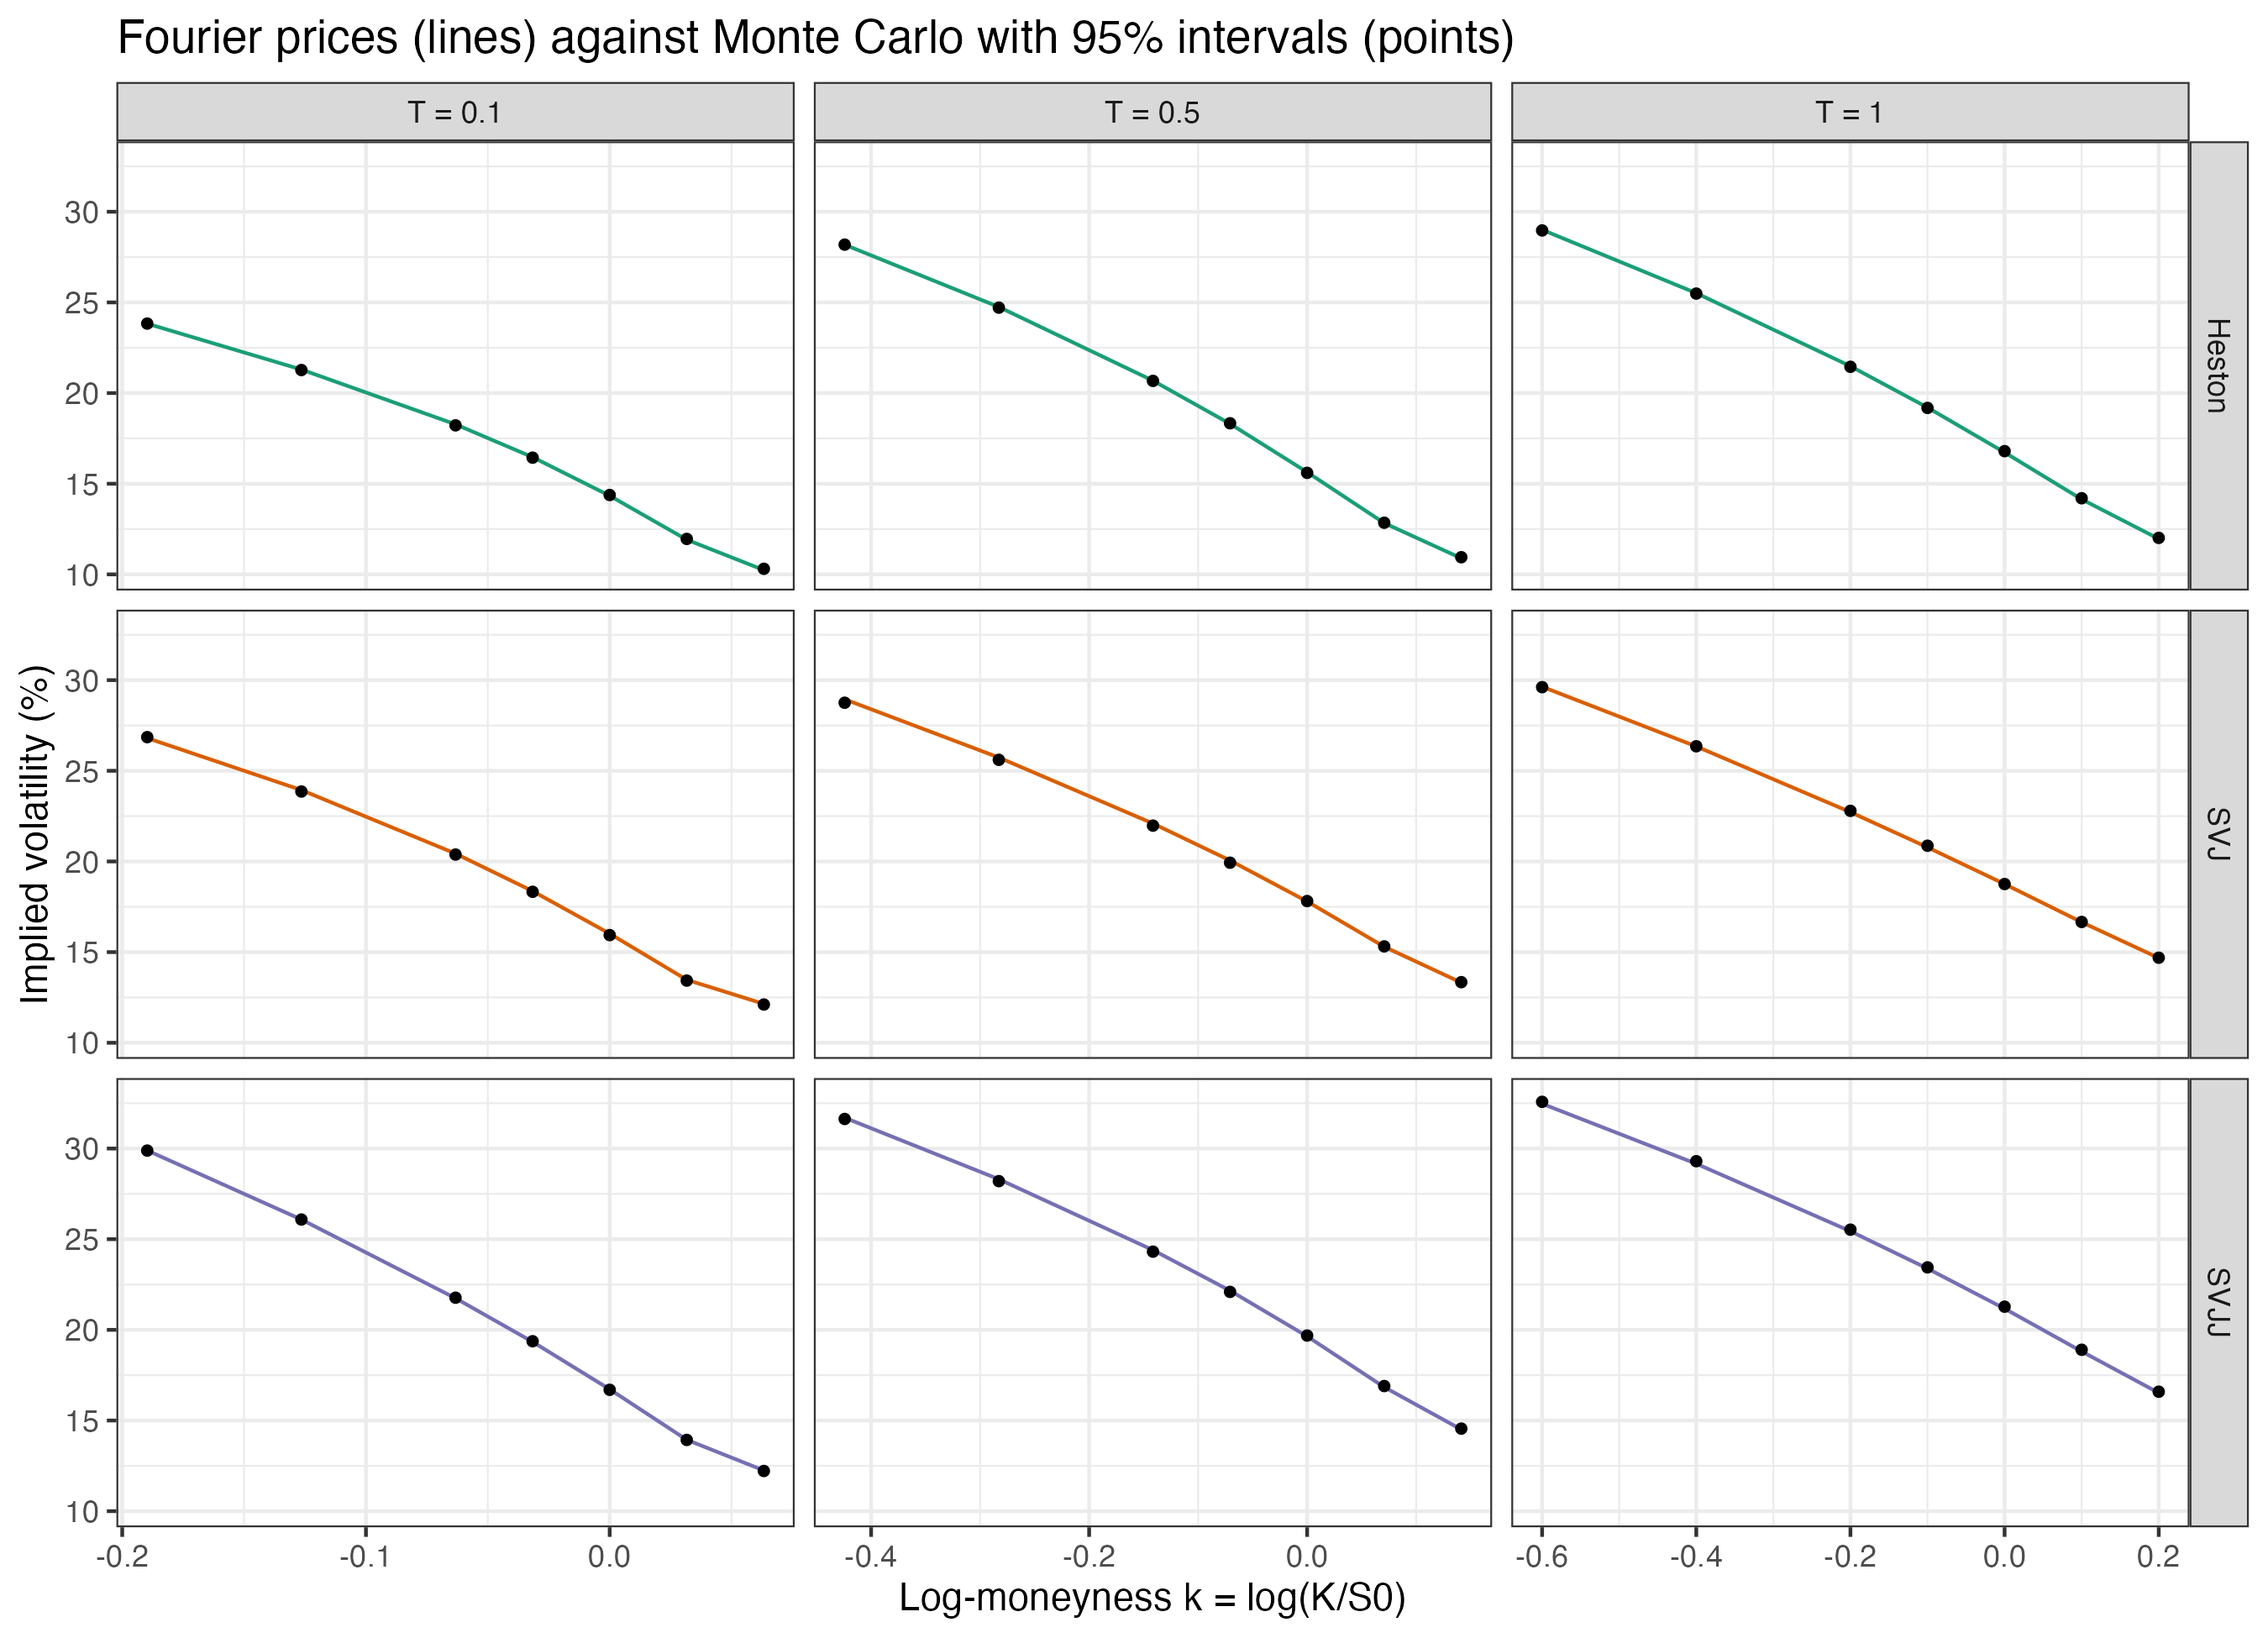 Fourier prices (lines) against Monte Carlo with 95% intervals (points)
T = 0.1
T = 0.5
T = 1
30
25
20
15
10
Heston
Implied volatility (%)
30
25
20
15
10
SVJ
30
25
20
15
10
SVJJ
-0.2 -0.1 0.0
-0.4 -0.2 0.0
-0.6 -0.4 -0.2 0.0 0.2
Log-moneyness k = log(K/S0)